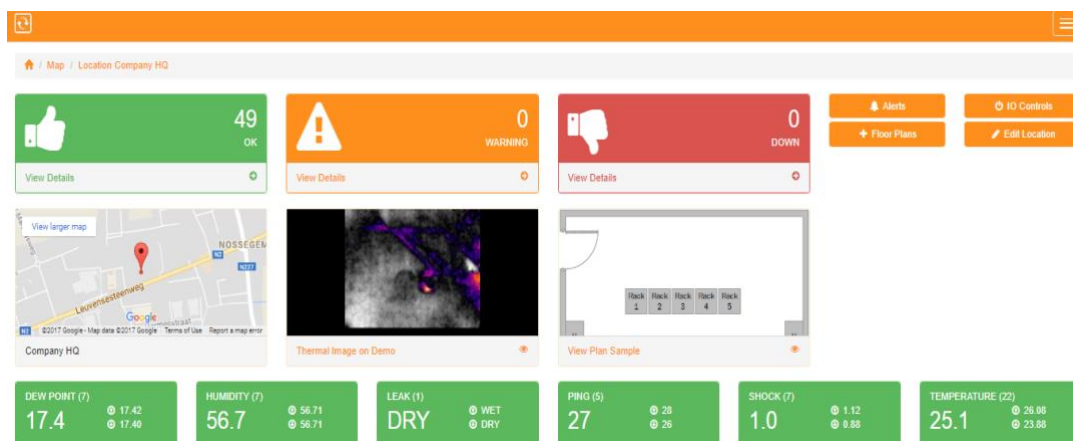 / Map / Location Company HQ
49
OK
View Details
0
WARNING
View Details
0
DOWN
View Details
Alerts
IO Controls
Floor Plans
Edit Location
View larger map
NOSSEGEM
N2
N227
Leuvensesteenweg
Google
N2
©2017 Google - Map data ©2017 Google Terms of Use Report a map error
Company HQ
Thermal Image on Demo
Rack 1
Rack 2
Rack 3
Rack 4
Rack 5
View Plan Sample
DEW POINT (7)
17.4
17.42
17.40
HUMIDITY (7)
56.7
56.71
56.71
LEAK (1)
DRY
WET
DRY
PING (5)
27
28
26
SHOCK (7)
1.0
1.12
0.88
TEMPERATURE (22)
25.1
26.08
23.88